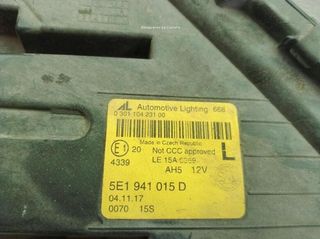 AL Automotive Lighting 668
0 301 104 231 00
Made in Czech Republic
E1 20 Not CCC approved L
4339 LE 15A 0269
AH5 12V
5E1 941 015 D
04.11.17
0070 15S